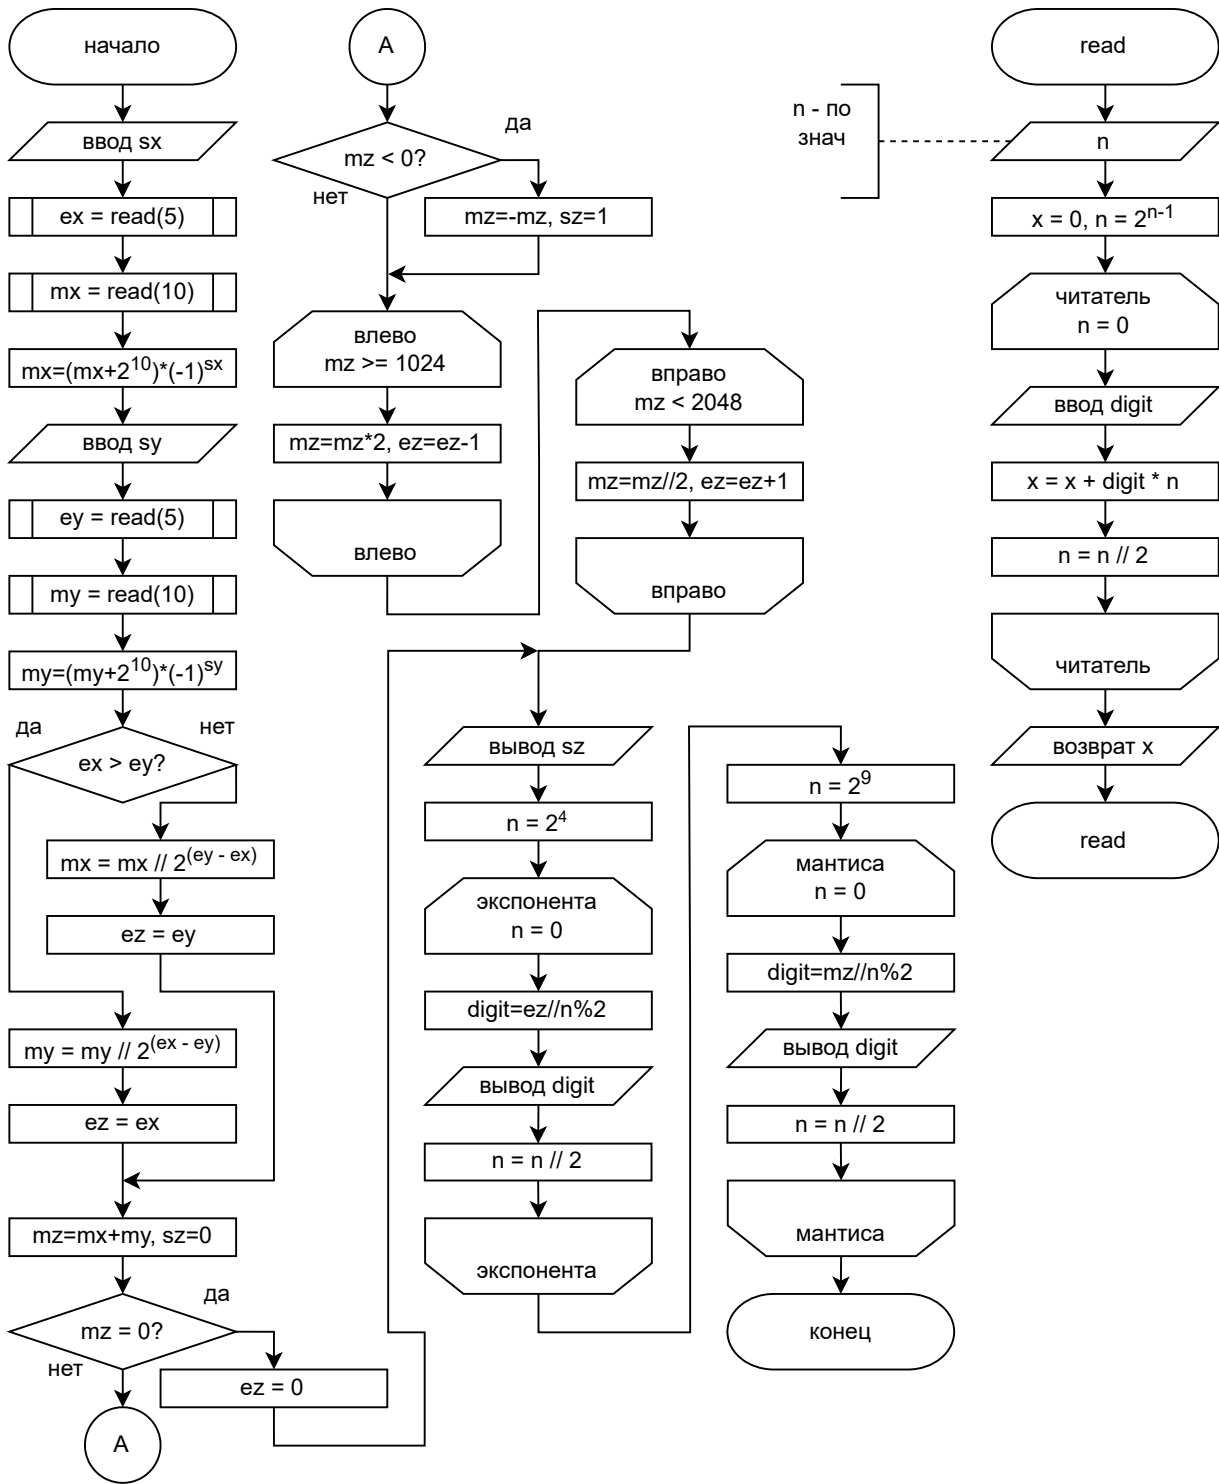 начало
ввод sx
ex = read(5)
mx = read(10)
mx=(mx+2^10)*(-1)^sx
ввод sy
ey = read(5)
my = read(10)
my=(my+2^10)*(-1)^sy
да
нет
ex > ey?
mx = mx // 2^(ey - ex)
ez = ey
my = my // 2^(ex - ey)
ez = ex
mz=mx+my, sz=0
да
mz = 0?
нет
ez = 0
A
A
да
mz < 0?
нет
mz=-mz, sz=1
влево
mz >= 1024
mz=mz*2, ez=ez-1
влево
вправо
mz < 2048
mz=mz//2, ez=ez+1
вправо
вывод sz
n = 2^4
экспонента
n = 0
digit=ez//n%2
вывод digit
n = n // 2
экспонента
n = 2^9
мантиса
n = 0
digit=mz//n%2
вывод digit
n = n // 2
мантиса
конец
read
n - по
знач
n
x = 0, n = 2^n-1
читатель
n = 0
ввод digit
x = x + digit * n
n = n // 2
читатель
возврат x
read